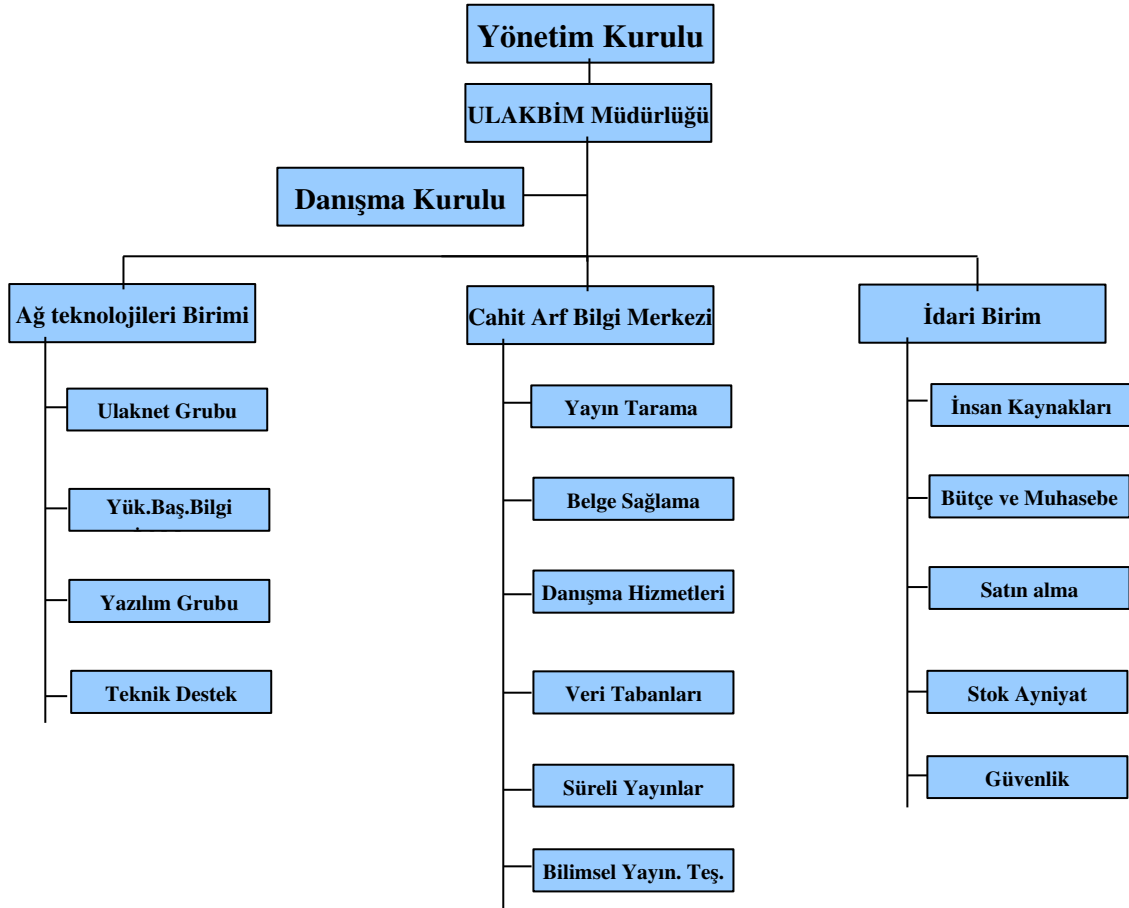 Yönetim Kurulu
ULAKBİM Müdürlüğü
Danışma Kurulu
Ağ teknolojileri Birimi
Ulaknet Grubu
Yük.Baş.Bilgi
Yazılım Grubu
Teknik Destek
Cahit Arf Bilgi Merkezi
Yayın Tarama
Belge Sağlama
Danışma Hizmetleri
Veri Tabanları
Süreli Yayınlar
Bilimsel Yayın. Teş.
İdari Birim
İnsan Kaynakları
Bütçe ve Muhasebe
Satın alma
Stok Ayniyat
Güvenlik